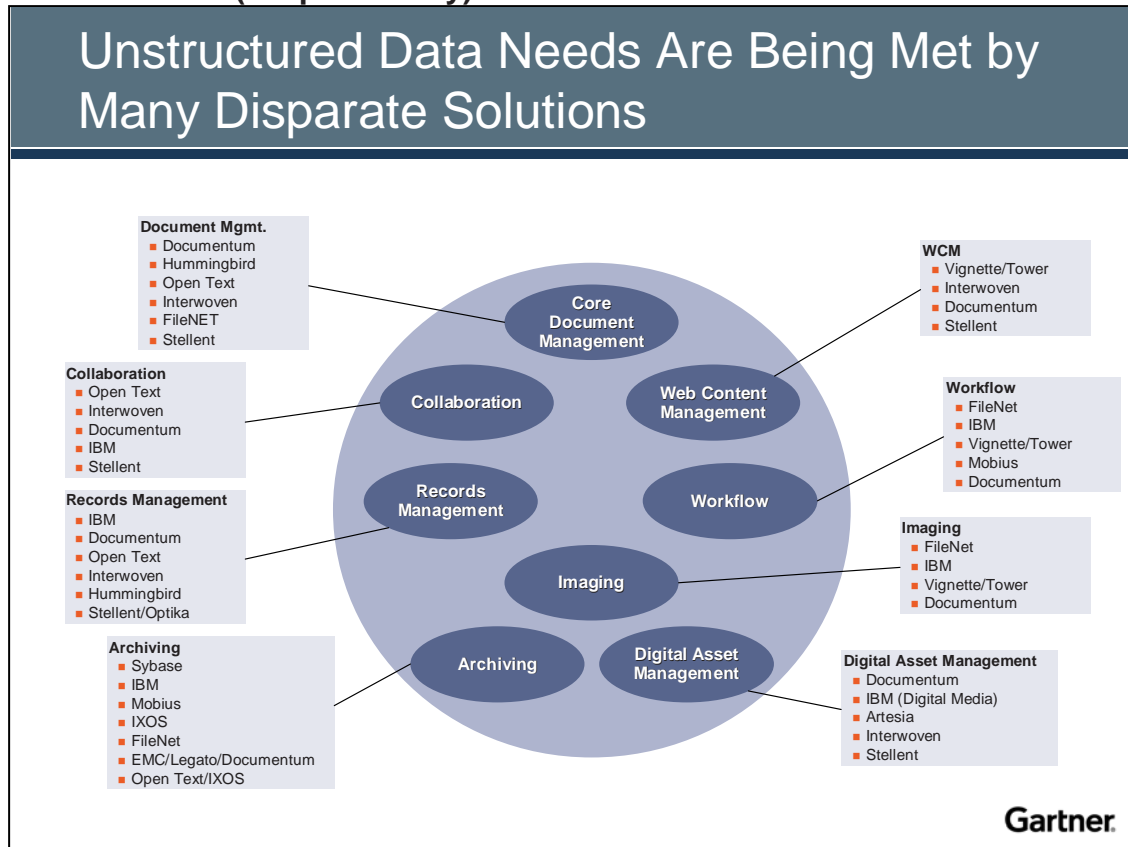 Unstructured Data Needs Are Being Met by
Many Disparate Solutions
Document Mgmt.
Documentum
Hummingbird
Open Text
Interwoven
FileNET
Stellent
Collaboration
Open Text
Interwoven
Documentum
IBM
Stellent
Records Management
IBM
Documentum
Open Text
Interwoven
Hummingbird
Stellent/Optika
Archiving
Sybase
IBM
Mobius
IXOS
FileNet
EMC/Legato/Documentum
Open Text/IXOS
Core
Document
Management
Collaboration
Web Content
Management
Records
Management
Workflow
Imaging
Archiving
Digital Asset
Management
WCM
Vignette/Tower
Interwoven
Documentum
Stellent
Workflow
FileNet
IBM
Vignette/Tower
Mobius
Documentum
Imaging
FileNet
IBM
Vignette/Tower
Documentum
Digital Asset Management
Documentum
IBM (Digital Media)
Artesia
Interwoven
Stellent
Gartner.